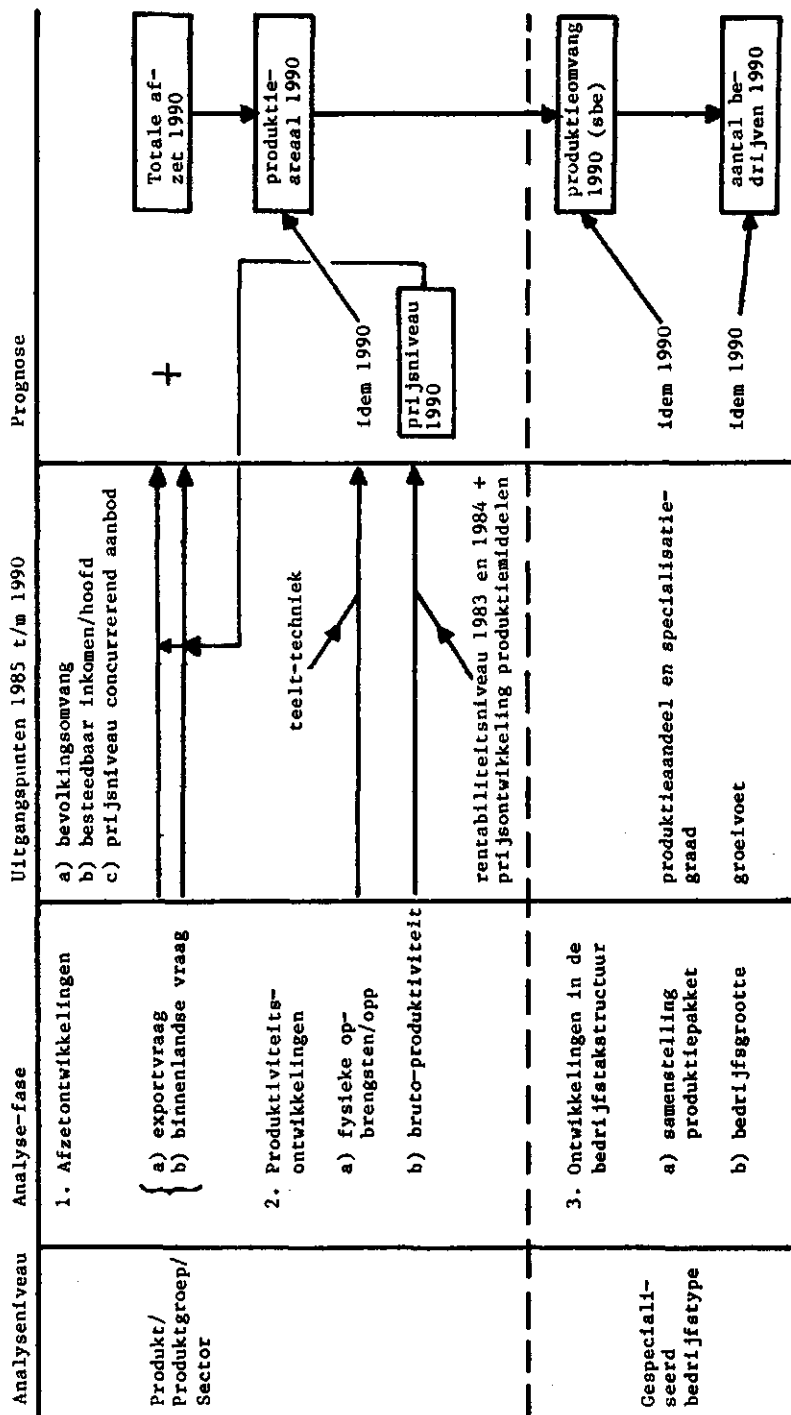 Analyseniveau
Analyse-fase
Uitgangspunten 1985 t/m 1990
Prognose
Produkt/
Produktgroep/
Sector
1. Afzetontwikkelingen
a) exportvraag
b) binnenlandse vraag
2. Produktiviteits-
ontwikkelingen
a) fysieke op-
brengsten/opp
b) bruto-produktiviteit
a) bevolkingsomvang
b) besteedbaar inkomen/hoofd
c) prijsniveau concurrerend aanbod
teelt-techniek
rentabiliteitsniveau 1983 en 1984 +
prijsontwikkeling produktiemiddelen
+
Totale af-
zet 1990
produktie-
areaal 1990
idem 1990
prijsniveau
1990
Gespeciali-
seerd
bedrijfstype
3. Ontwikkelingen in de
bedrijfstakstructuur
a) samenstelling
produktiepakket
b) bedrijfsgrootte
produktieaandeel en specialisatie-
graad
groeivoet
idem 1990
idem 1990
produktieomvang
1990 (sbe)
aantal be-
drijven 1990